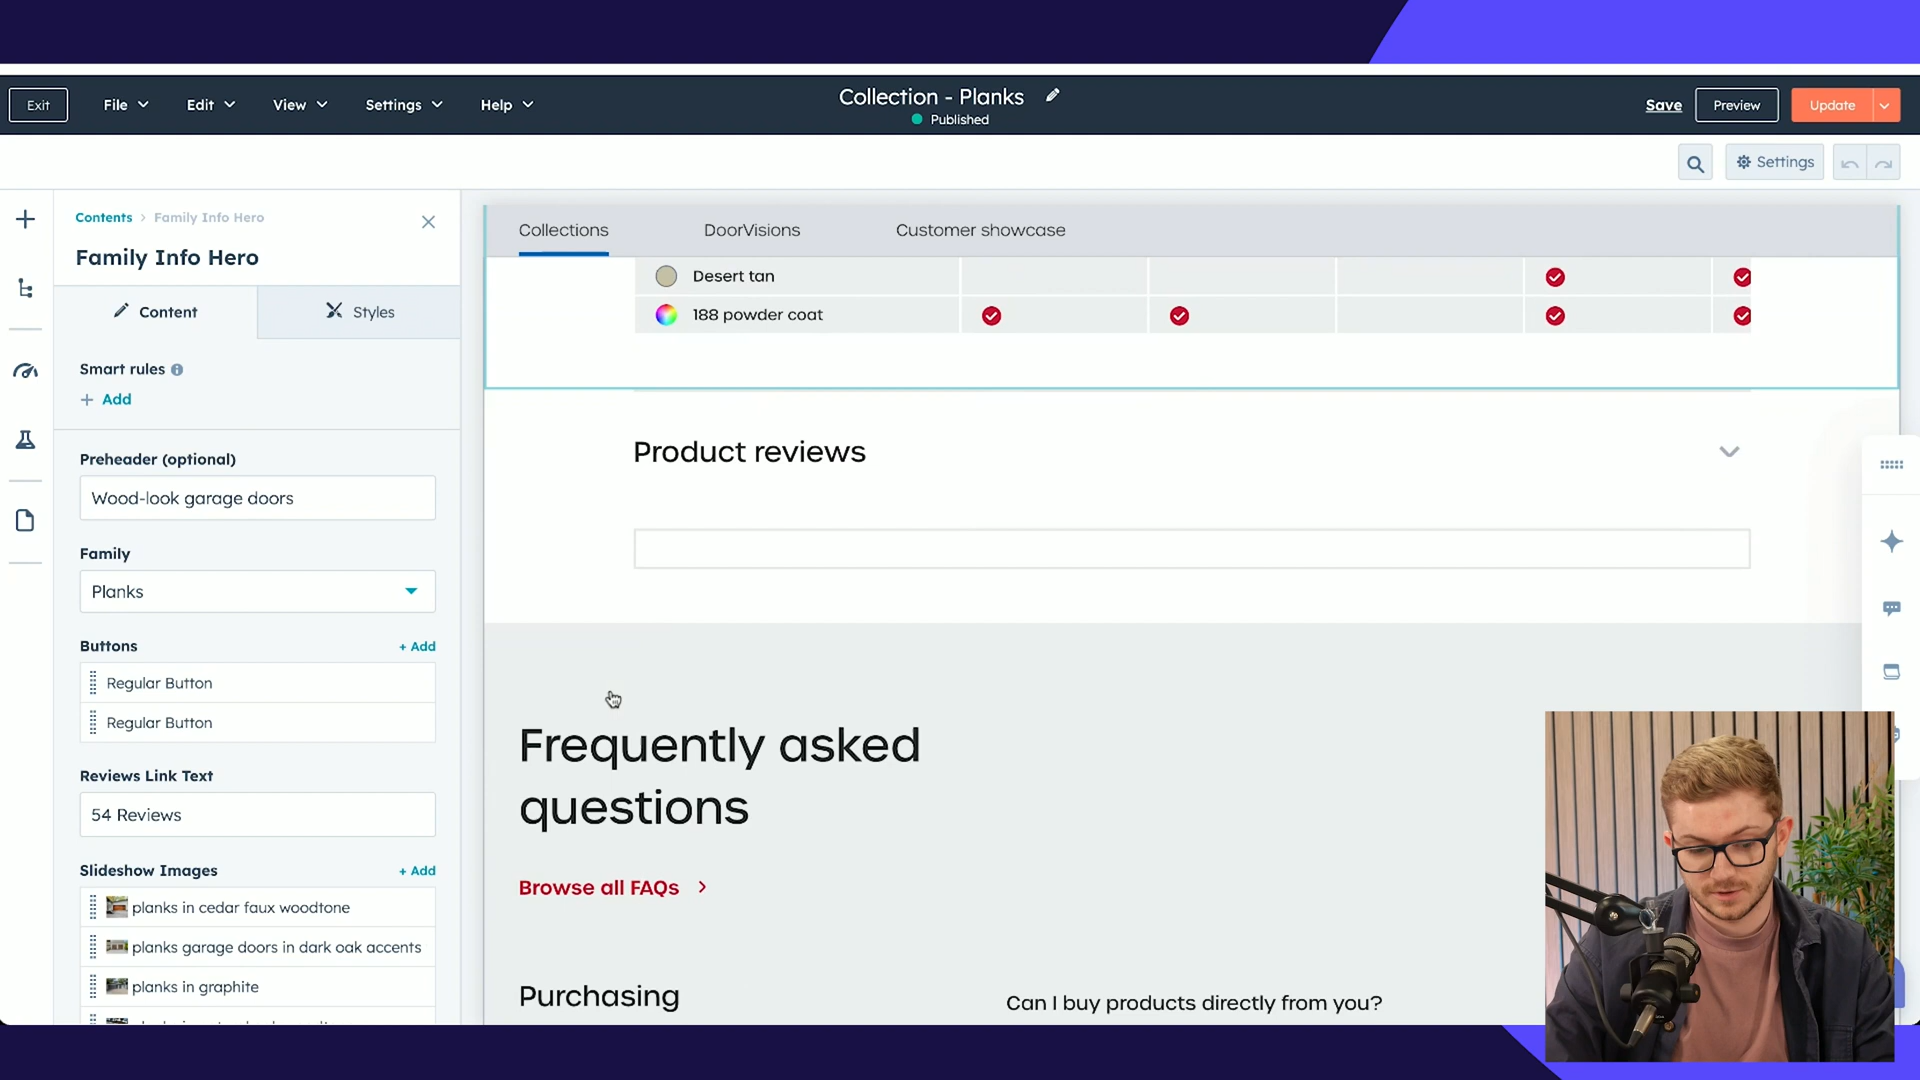 Exit
File
Edit
View
Settings
Help
Collection - Planks
Published
Save
Preview
Update
Settings
Contents > Family Info Hero
Family Info Hero
Content
Styles
Smart rules
+ Add
Preheader (optional)
Wood-look garage doors
Family
Planks
Buttons
+ Add
Regular Button
Regular Button
Reviews Link Text
54 Reviews
Slideshow Images
+ Add
planks in cedar faux woodtone
planks garage doors in dark oak accents
planks in graphite
Collections
DoorVisions
Customer showcase
Desert tan
188 powder coat
Product reviews
Frequently asked
questions
Browse all FAQs >
Purchasing
Can I buy products directly from you?